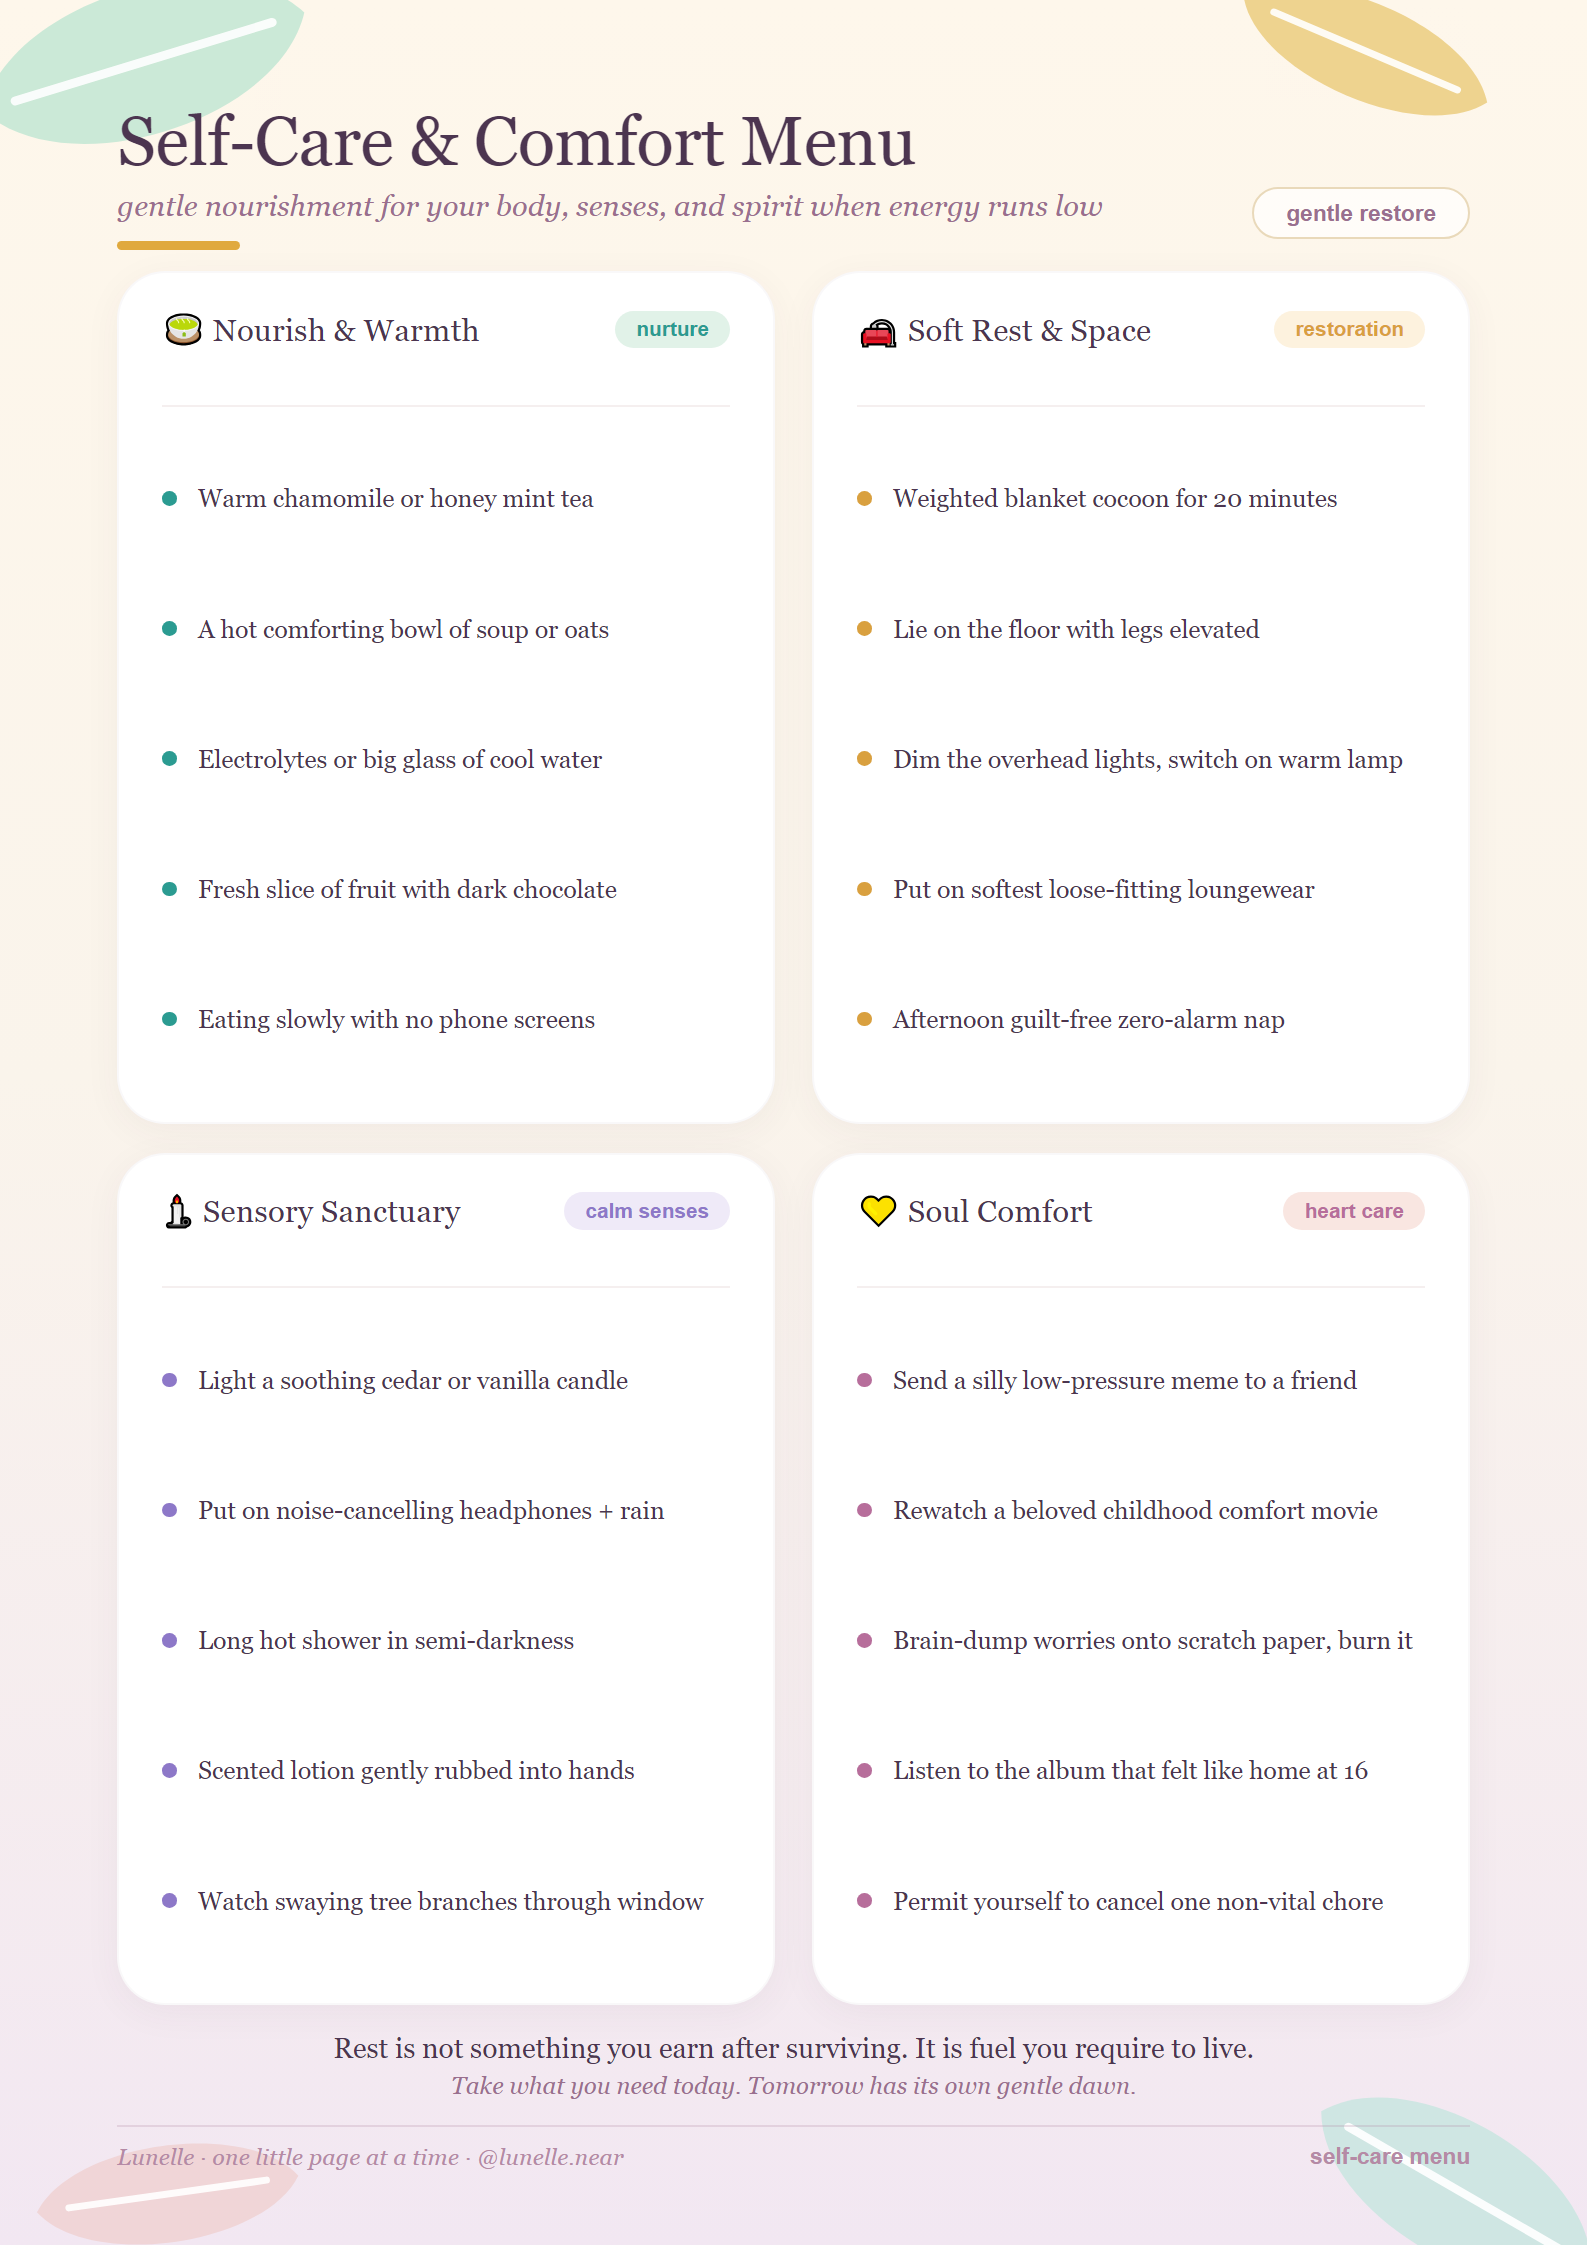 Self-Care & Comfort Menu
gentle nourishment for your body, senses, and spirit when energy runs low
gentle restore
Nourish & Warmth
nurture
Warm chamomile or honey mint tea
A hot comforting bowl of soup or oats
Electrolytes or big glass of cool water
Fresh slice of fruit with dark chocolate
Eating slowly with no phone screens
Soft Rest & Space
restoration
Weighted blanket cocoon for 20 minutes
Lie on the floor with legs elevated
Dim the overhead lights, switch on warm lamp
Put on softest loose-fitting loungewear
Afternoon guilt-free zero-alarm nap
Sensory Sanctuary
calm senses
Light a soothing cedar or vanilla candle
Put on noise-cancelling headphones + rain
Long hot shower in semi-darkness
Scented lotion gently rubbed into hands
Watch swaying tree branches through window
Soul Comfort
heart care
Send a silly low-pressure meme to a friend
Rewatch a beloved childhood comfort movie
Brain-dump worries onto scratch paper, burn it
Listen to the album that felt like home at 16
Permit yourself to cancel one non-vital chore
Rest is not something you earn after surviving. It is fuel you require to live.
Take what you need today. Tomorrow has its own gentle dawn.
Lunelle · one little page at a time · @lunelle.near
self-care menu